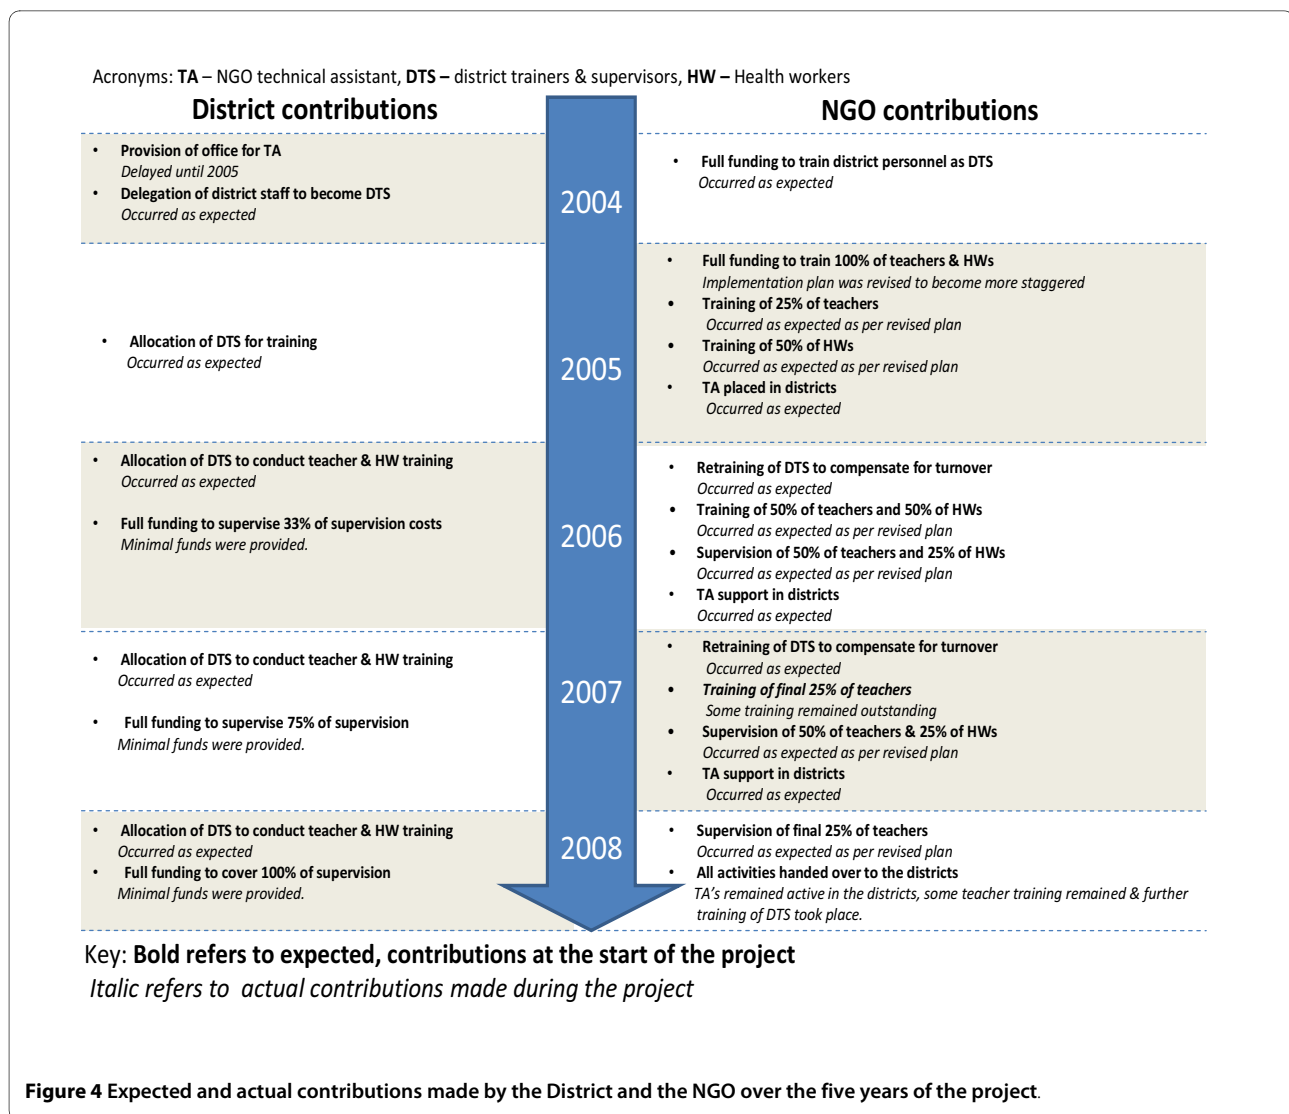 Acronyms: TA – NGO technical assistant, DTS – district trainers & supervisors, HW – Health workers
District contributions
NGO contributions
2004
• Provision of office for TA
Delayed until 2005
• Delegation of district staff to become DTS
Occurred as expected
• Full funding to train district personnel as DTS
Occurred as expected
2005
• Allocation of DTS for training
Occurred as expected
• Full funding to train 100% of teachers & HWs
Implementation plan was revised to become more staggered
• Training of 25% of teachers
Occurred as expected as per revised plan
• Training of 50% of HWs
Occurred as expected as per revised plan
• TA placed in districts
Occurred as expected
2006
• Allocation of DTS to conduct teacher & HW training
Occurred as expected
• Full funding to supervise 33% of supervision costs
Minimal funds were provided.
• Retraining of DTS to compensate for turnover
Occurred as expected
• Training of 50% of teachers and 50% of HWs
Occurred as expected as per revised plan
• Supervision of 50% of teachers and 25% of HWs
Occurred as expected as per revised plan
• TA support in districts
Occurred as expected
2007
• Allocation of DTS to conduct teacher & HW training
Occurred as expected
• Full funding to supervise 75% of supervision
Minimal funds were provided.
• Retraining of DTS to compensate for turnover
Occurred as expected
• Training of final 25% of teachers
Some training remained outstanding
• Supervision of 50% of teachers & 25% of HWs
Occurred as expected as per revised plan
• TA support in districts
Occurred as expected
2008
• Allocation of DTS to conduct teacher & HW training
Occurred as expected
• Full funding to cover 100% of supervision
Minimal funds were provided.
• Supervision of final 25% of teachers
Occurred as expected as per revised plan
• All activities handed over to the districts
TA's remained active in the districts, some teacher training remained & further
training of DTS took place.
Key: Bold refers to expected, contributions at the start of the project
Italic refers to actual contributions made during the project
Figure 4 Expected and actual contributions made by the District and the NGO over the five years of the project.